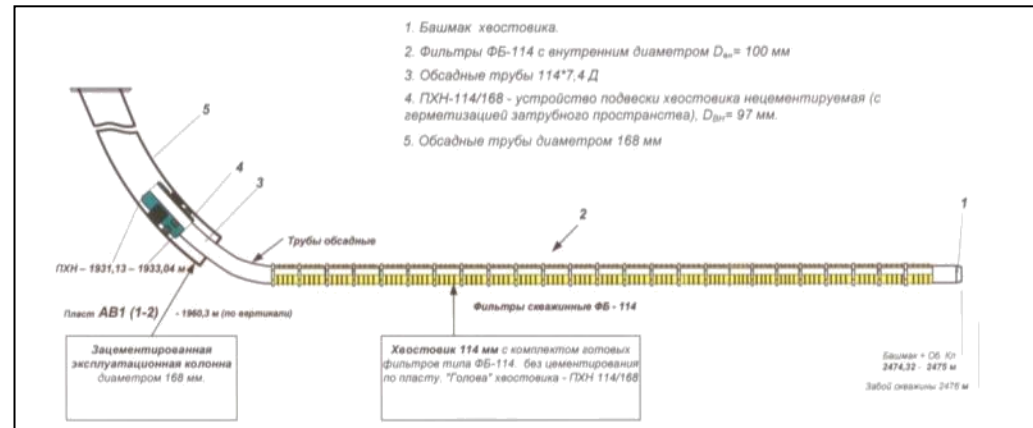 1. Башмак хвостовика.
2. Фильтры ФБ-114 с внутренним диаметром Dвн= 100 мм
3. Обсадные трубы 114*7,4 Д
4. ПХН-114/168 - устройство подвески хвостовика нецементируемая (с
герметизацией затрубного пространства), Dвн= 97 мм.
5. Обсадные трубы диаметром 168 мм
5
4
3
2
1
Трубы обсадные
ПХН – 1931,13 – 1933,04 м
Пласт АВ1 (1-2) - 1960,3 м (по вертикали)
Фильтры скважинные ФБ - 114
Зацементированная
эксплуатационная колонна
диаметром 168 мм.
Хвостовик 114 мм с комплектом готовых
фильтров типа ФБ-114. без цементирования
по пласту. "Голова" хвостовика - ПХН 114/168
Башмак + Об. Кл
2474,32 - 2475 м
Забой скважины 2476 м